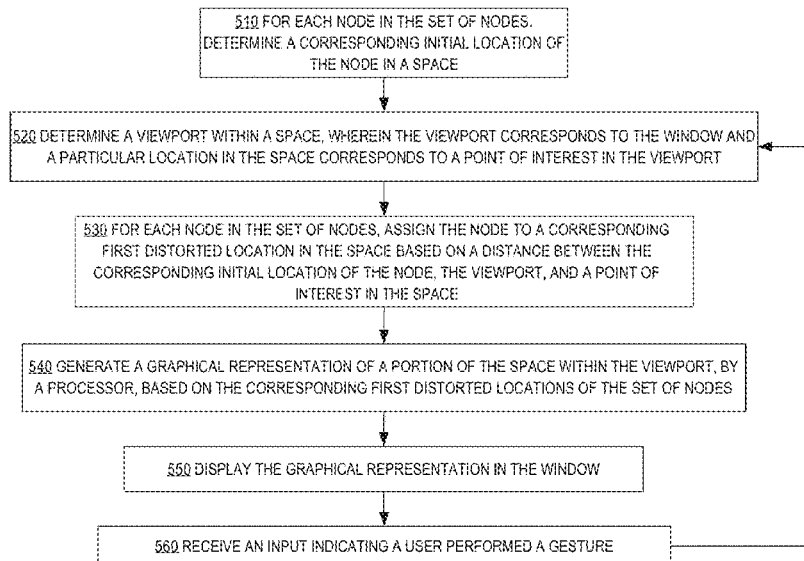 510 FOR EACH NODE IN THE SET OF NODES,
DETERMINE A CORRESPONDING INITIAL LOCATION OF
THE NODE IN A SPACE
520 DETERMINE A VIEWPORT WITHIN A SPACE, WHEREIN THE VIEWPORT CORRESPONDS TO THE WINDOW AND
A PARTICULAR LOCATION IN THE SPACE CORRESPONDS TO A POINT OF INTEREST IN THE VIEWPORT
530 FOR EACH NODE IN THE SET OF NODES, ASSIGN THE NODE TO A CORRESPONDING
FIRST DISTORTED LOCATION IN THE SPACE BASED ON A DISTANCE BETWEEN THE
CORRESPONDING INITIAL LOCATION OF THE NODE, THE VIEWPORT, AND A POINT OF
INTEREST IN THE SPACE
540 GENERATE A GRAPHICAL REPRESENTATION OF A PORTION OF THE SPACE WITHIN THE VIEWPORT, BY
A PROCESSOR, BASED ON THE CORRESPONDING FIRST DISTORTED LOCATIONS OF THE SET OF NODES
550 DISPLAY THE GRAPHICAL REPRESENTATION IN THE WINDOW
560 RECEIVE AN INPUT INDICATING A USER PERFORMED A GESTURE